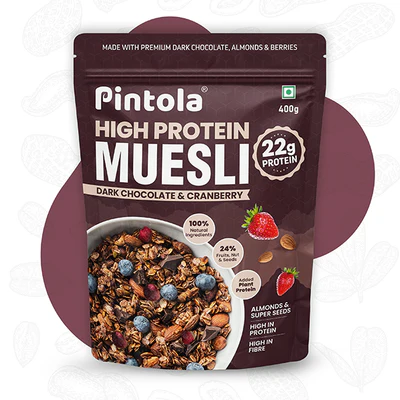 MADE WITH PREMIUM DARK CHOCOLATE, ALMONDS & BERRIES
Pintola®
400g
HIGH PROTEIN
MUESLI
22g
PROTEIN
DARK CHOCOLATE & CRANBERRY
100%
Natural
Ingredients
24%
Fruits, Nut
& Seeds
Added
Plant
Protein
ALMONDS &
SUPER SEEDS
HIGH IN
PROTEIN
HIGH IN
FIBRE